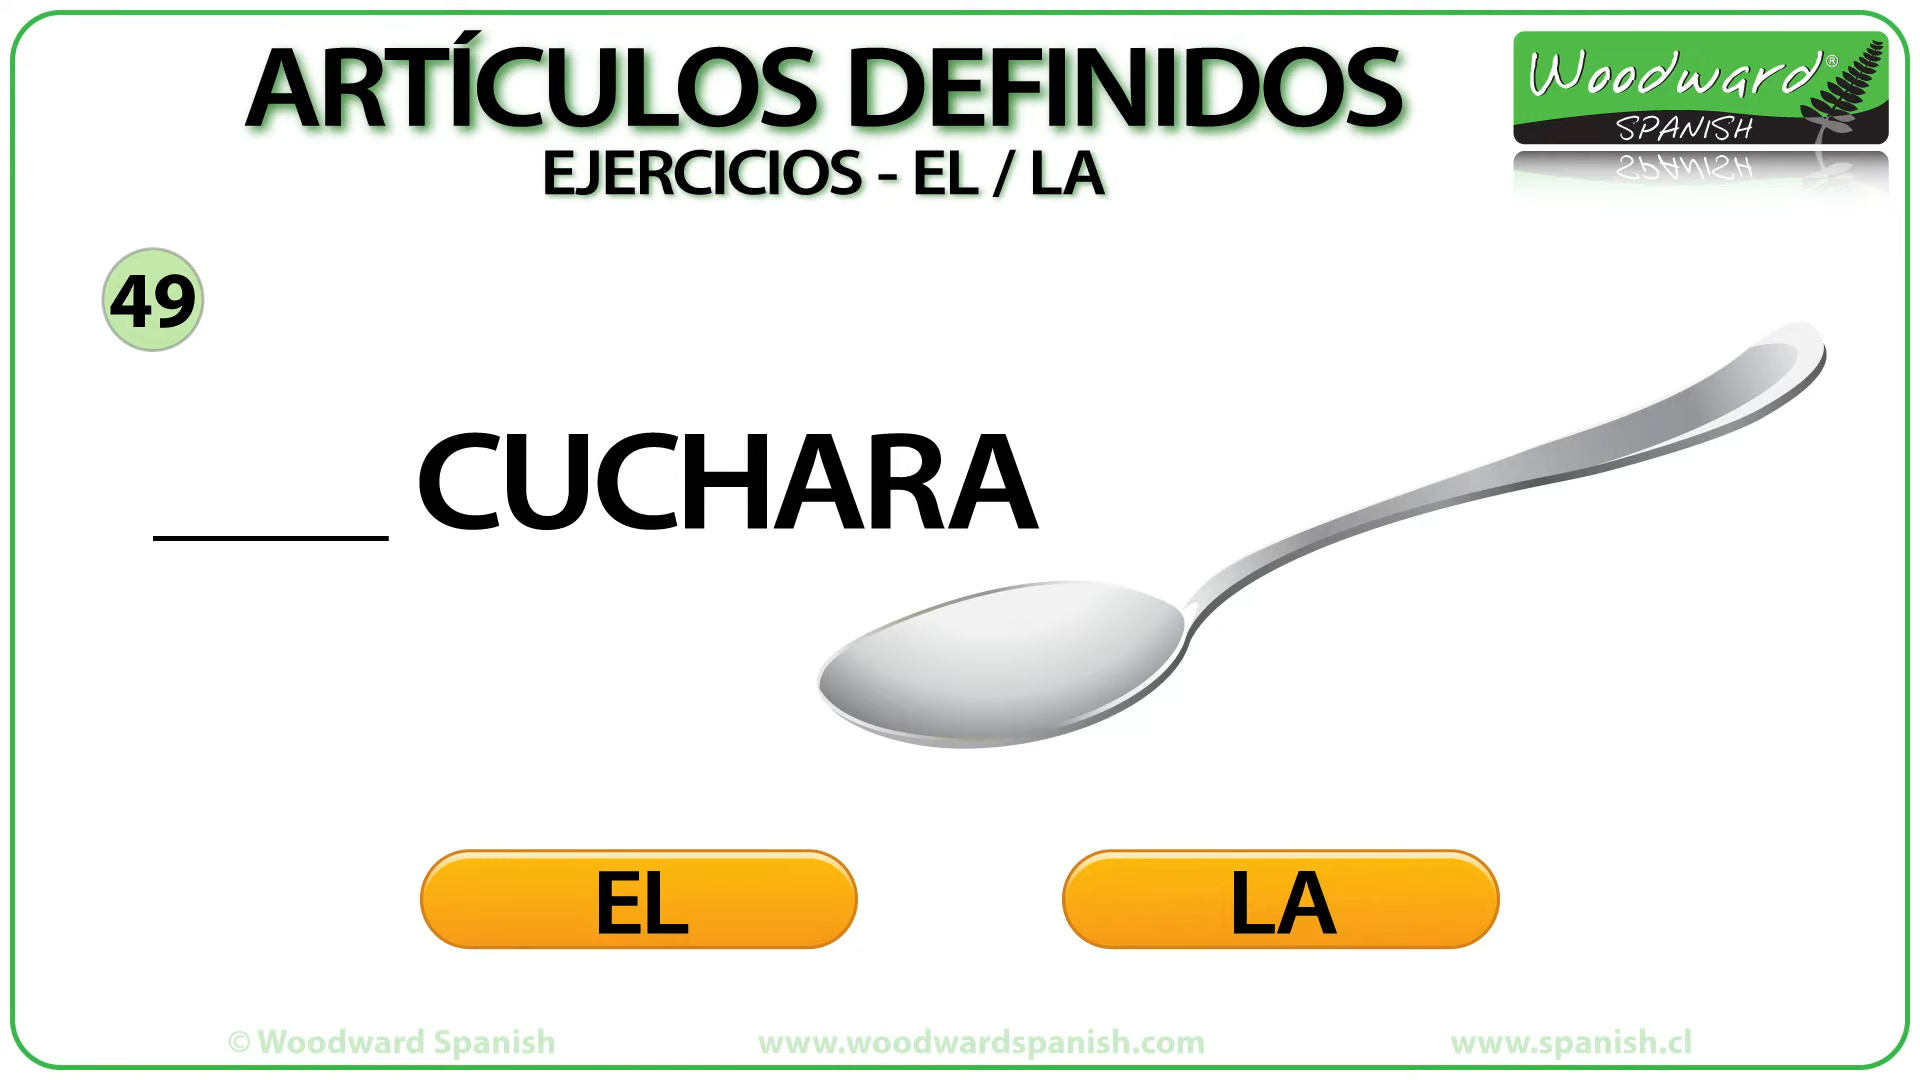 ARTÍCULOS DEFINIDOS
EJERCICIOS - EL / LA
Woodward®
SPANISH
49
_____ CUCHARA
EL
LA
© Woodward Spanish
www.woodwardspanish.com
www.spanish.cl